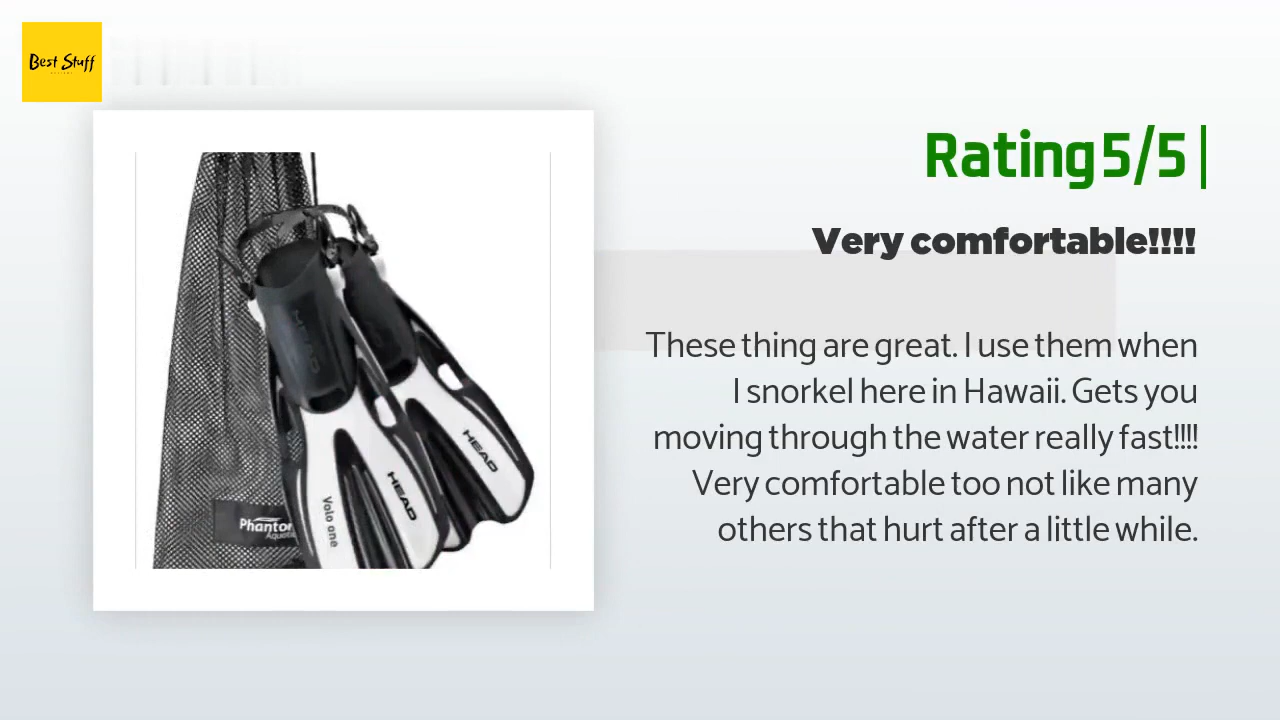 Best Stuff
Rating 5/5 |
Very comfortable!!!!
These thing are great. I use them when
I snorkel here in Hawaii. Gets you
moving through the water really fast!!!!
Very comfortable too not like many
others that hurt after a little while.
HEAD
HEAD
HEAD
Volo one